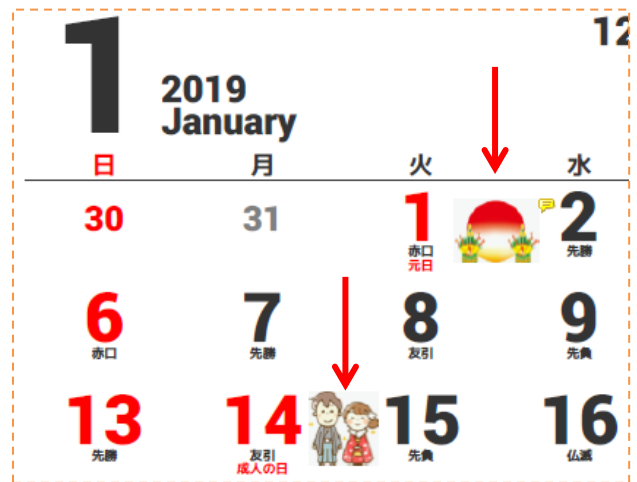 1
12
2019
January
日 月 火 水
30 31 1 2
赤口 先勝
元日
6 7 8 9
赤口 先勝 友引 先負
13 14 15 16
先勝 友引 先負 仏滅
成人の日